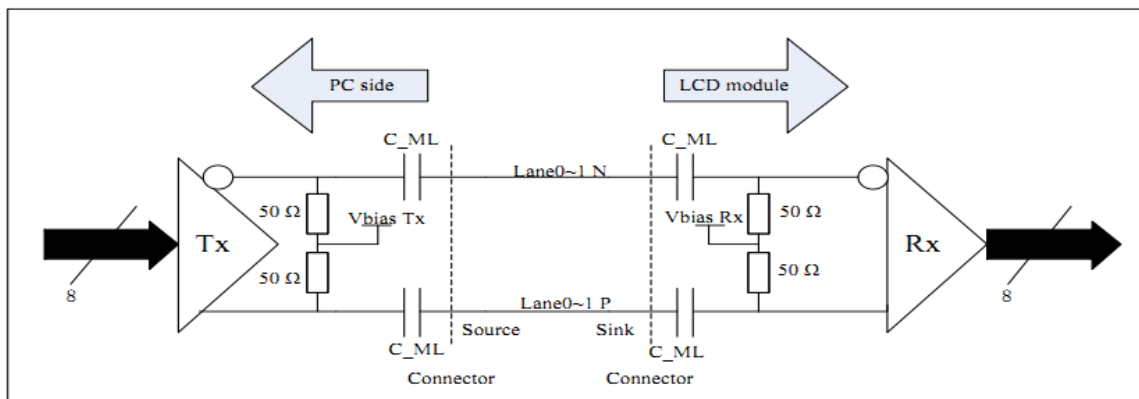 PC side
LCD module
C_ML
C_ML
Lane0~1 N
50 Ω
Vbias Tx
Vbias Rx
50 Ω
Tx
Rx
50 Ω
50 Ω
8
8
Lane0~1 P
Source
Sink
C_ML
C_ML
Connector
Connector